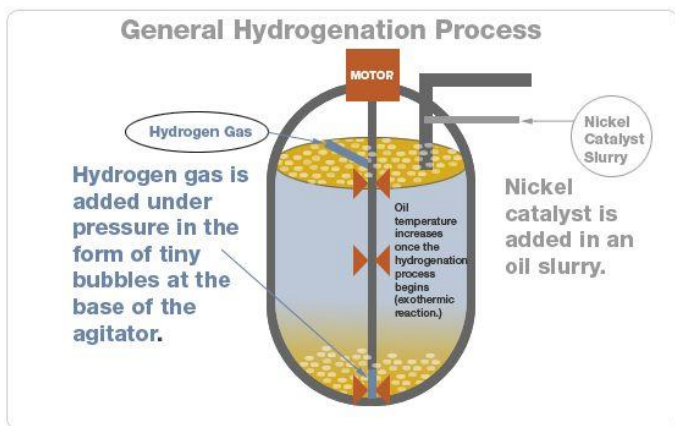 General Hydrogenation Process
MOTOR
Hydrogen Gas
Nickel
Catalyst
Slurry
Hydrogen gas is
added under
pressure in the
form of tiny
bubbles at the
base of the
agitator.
Oil
temperature
increases
once the
hydrogenation
process
begins
(exothermic
reaction.)
Nickel
catalyst is
added in an
oil slurry.